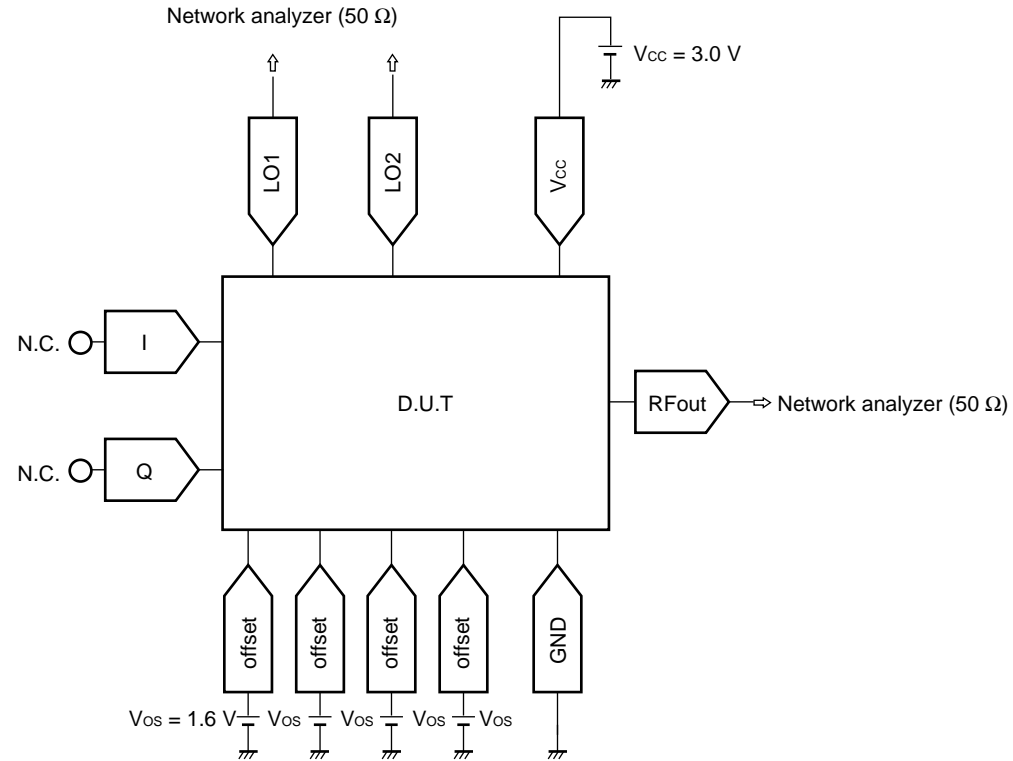 Network analyzer (50 Ω)
VCC = 3.0 V
LO1
LO2
VCC
N.C.
I
D.U.T
RFout
Network analyzer (50 Ω)
N.C.
Q
offset
offset
offset
offset
GND
VOS = 1.6 V
VOS
VOS
VOS
VOS